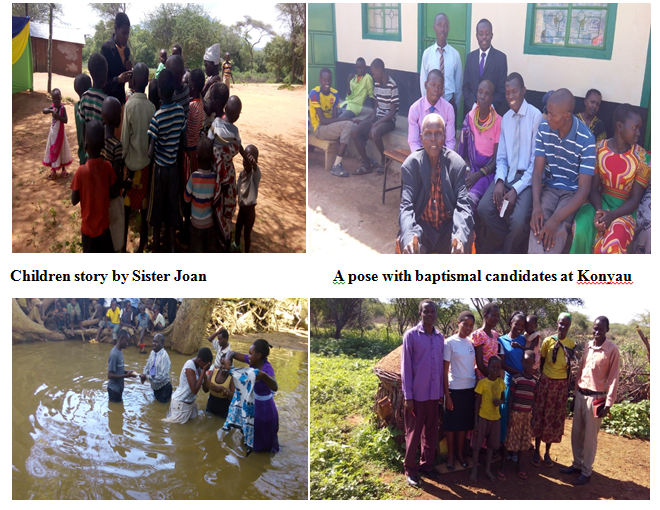 Children story by Sister Joan
A pose with baptismal candidates at Konyau